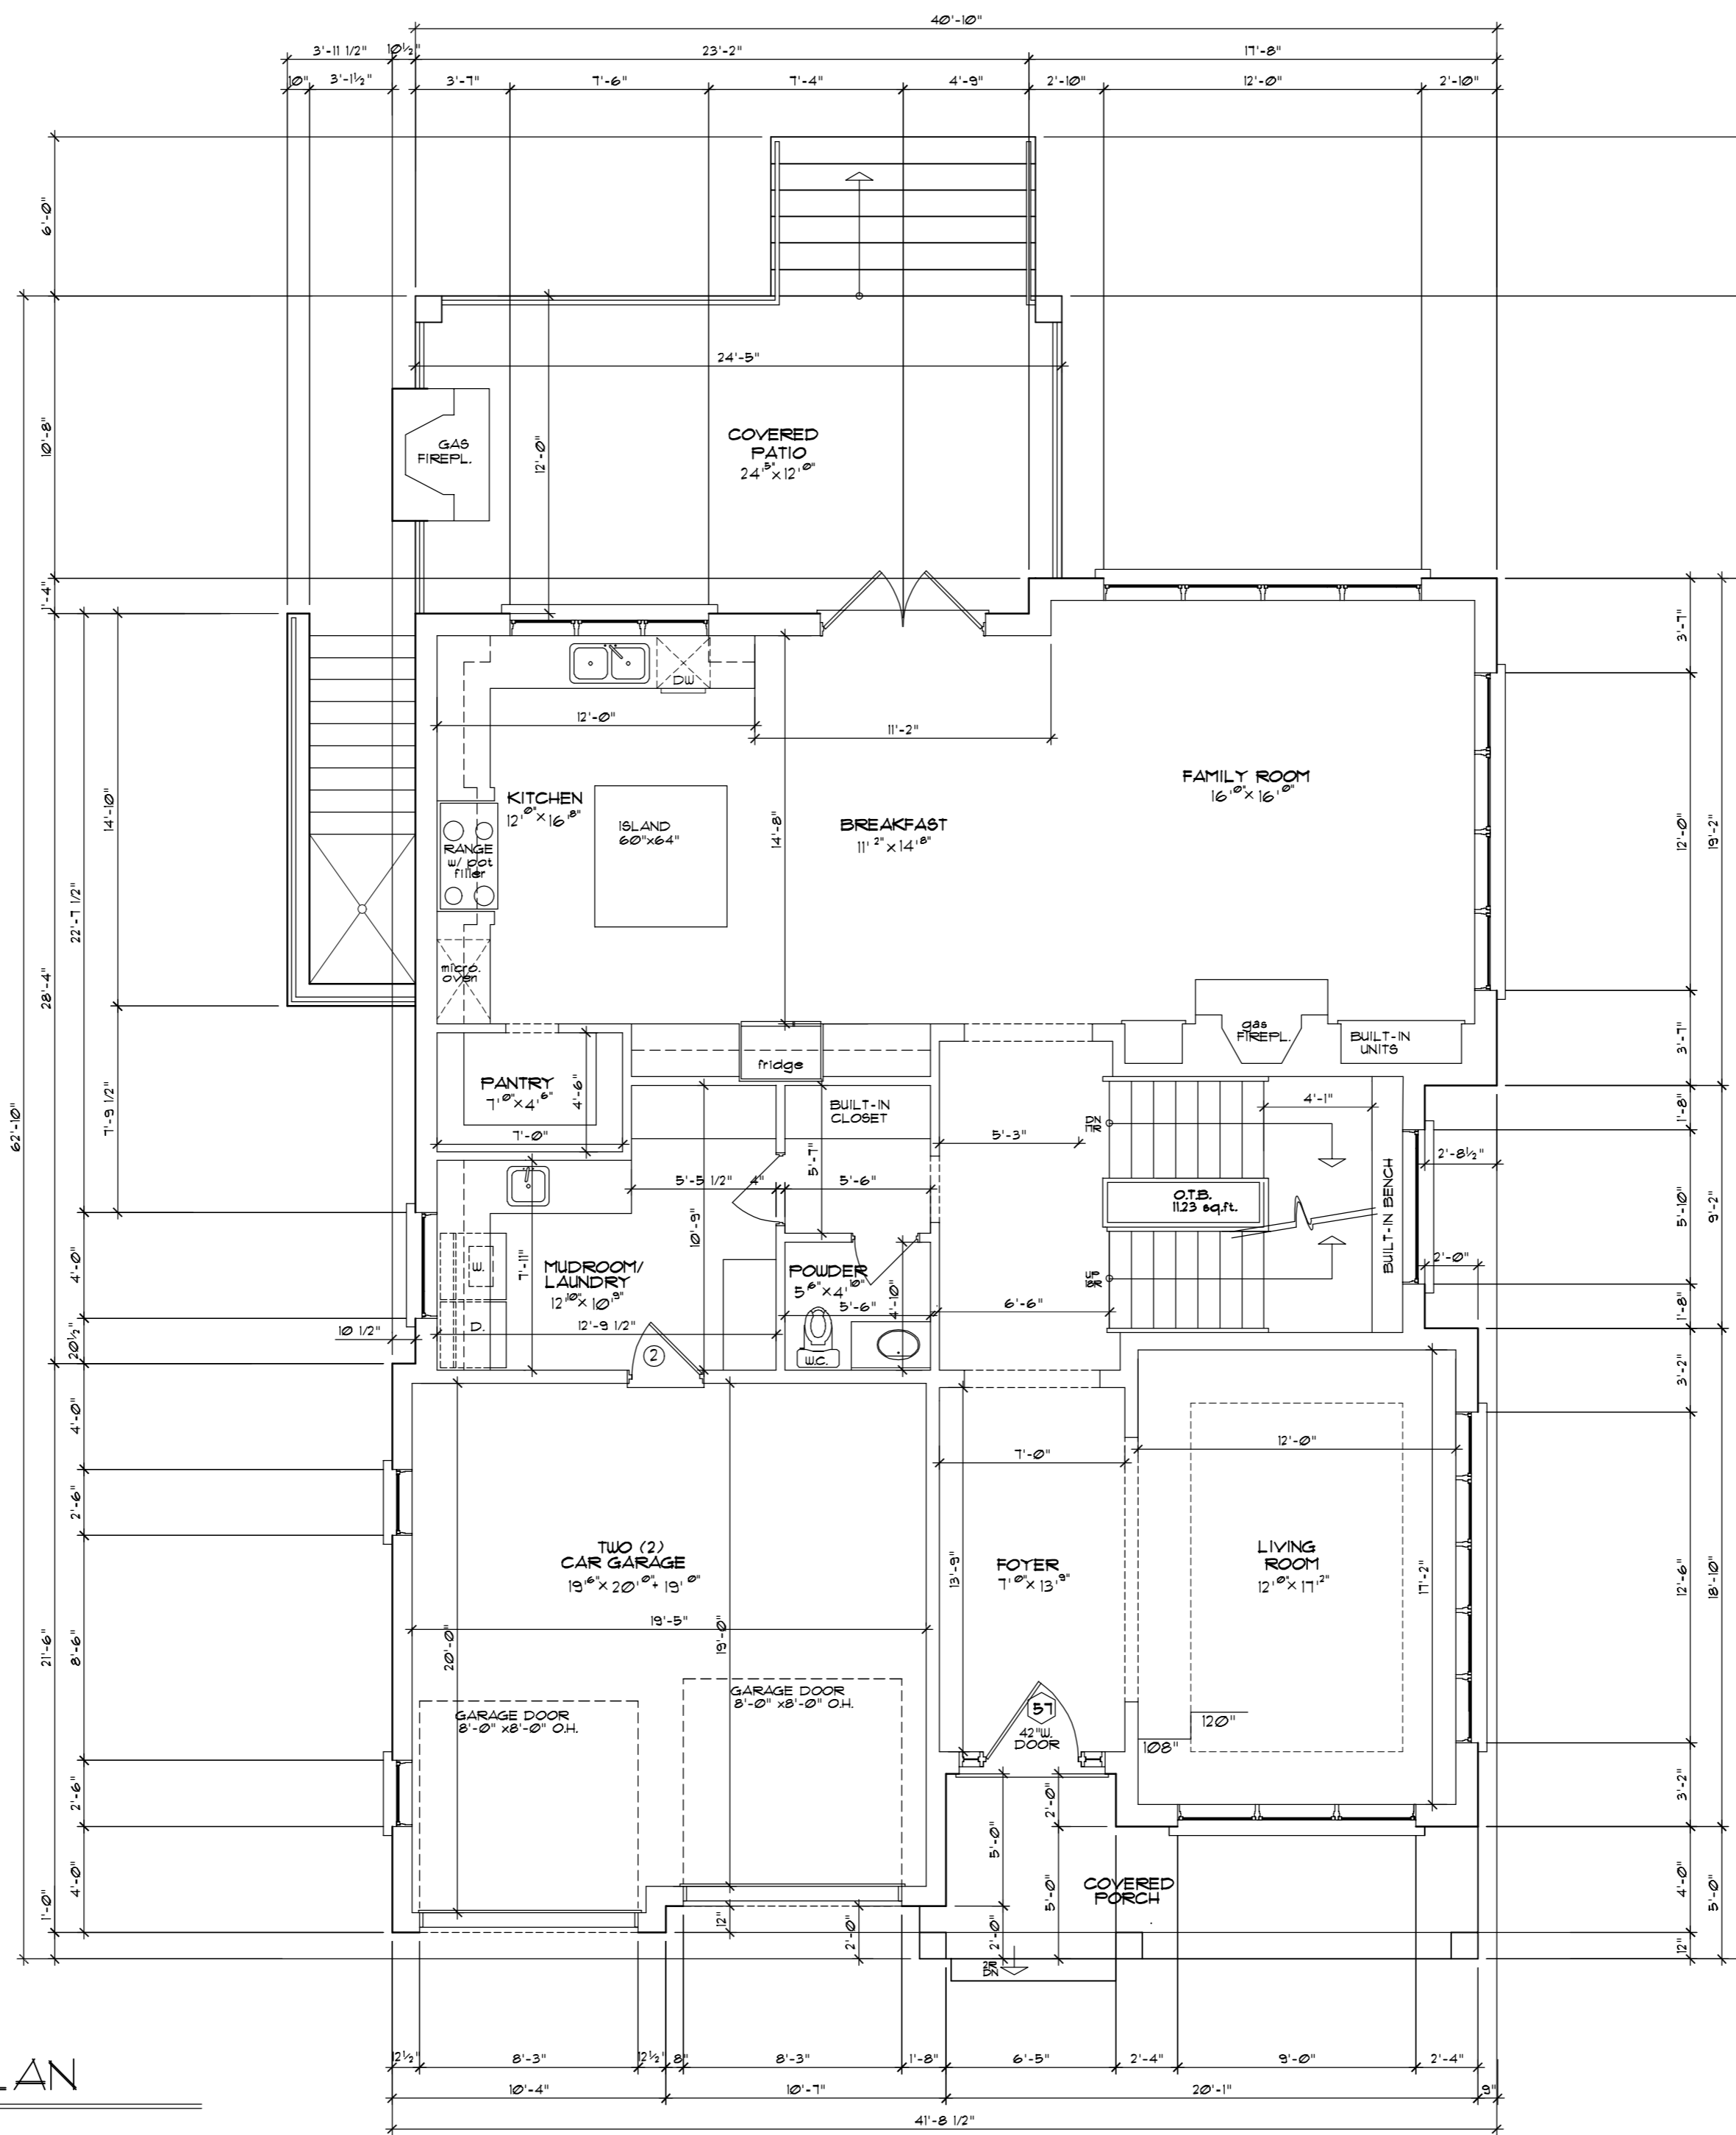 40'-10"
3'-11 1/2" 10½" 23'-2" 17'-8"
10" 3'-1½" 3'-7" 7'-6" 7'-4" 4'-9" 2'-10" 12'-0" 2'-10"
6'-0"
10'-8"
1'-4"
28'-4"
21'-6"
1'-0"
62'-10"
22'-7 1/2"
14'-10"
7'-9 1/2"
4'-0"
20½"
10 1/2"
4'-0"
2'-6"
8'-6"
2'-6"
4'-0"
24'-5"
12'-0"
GAS
FIREPL.
COVERED
PATIO
24'5"x12'0"
DW
12'-0"
11'-2"
14'-8"
KITCHEN
12'0"x16'8"
ISLAND
60"x64"
RANGE
w/ pot
filler
micro.
oven
BREAKFAST
11'2"x14'8"
FAMILY ROOM
16'0"x16'0"
gas
FIREPL.
BUILT-IN
UNITS
fridge
PANTRY
7'0"x4'6"
4'-6"
7'-0"
BUILT-IN
CLOSET
5'-7"
5'-5 1/2" 4" 5'-6"
10'-9"
5'-3"
4'-1"
DN
UP
O.T.B.
11.23 sq.ft.
BUILT-IN BENCH
2'-8½"
2'-0"
W.
D.
7'-11"
MUDROOM/
LAUNDRY
12'10"x10'9"
12'-9 1/2"
2
POWDER
5'6"x4'10"
5'-6"
4'-10"
W.C.
6'-6"
3'-7"
12'-0"
3'-7"
1'-8"
5'-10"
1'-8"
3'-2"
12'-6"
3'-2"
4'-0"
12"
19'-2"
9'-2"
18'-10"
5'-0"
TWO (2)
CAR GARAGE
19'6"x20'0"+19'0"
19'-5"
20'-0"
19'-0"
GARAGE DOOR
8'-0"x8'-0" O.H.
GARAGE DOOR
8'-0"x8'-0" O.H.
7'-0"
13'-9"
FOYER
7'0"x13'9"
57
42"W.
DOOR
12'-0"
17'-2"
LIVING
ROOM
12'0"x17'2"
120"
108"
12"
2'-0"
5'-0"
2'-0"
2'-0"
5'-0"
COVERED
PORCH
DN
12½" 8'-3" 12½" 8" 8'-3" 1'-8" 6'-5" 2'-4" 9'-0" 2'-4"
10'-4" 10'-7" 20'-1"
41'-8 1/2"
LAN